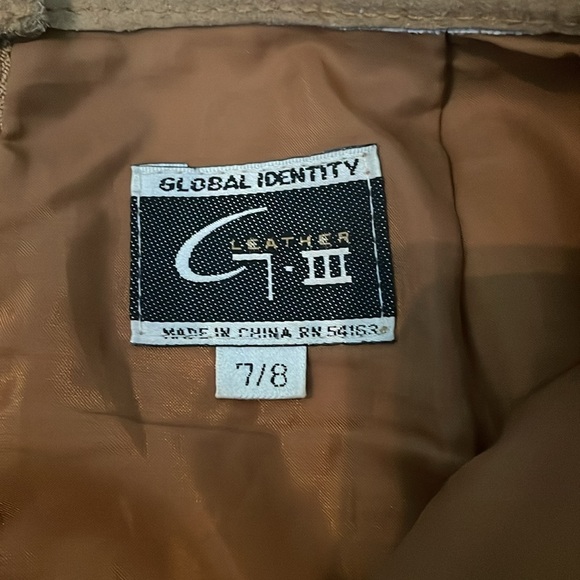 GLOBAL IDENTITY
LEATHER
G-III
MADE IN CHINA RN 54163
7/8